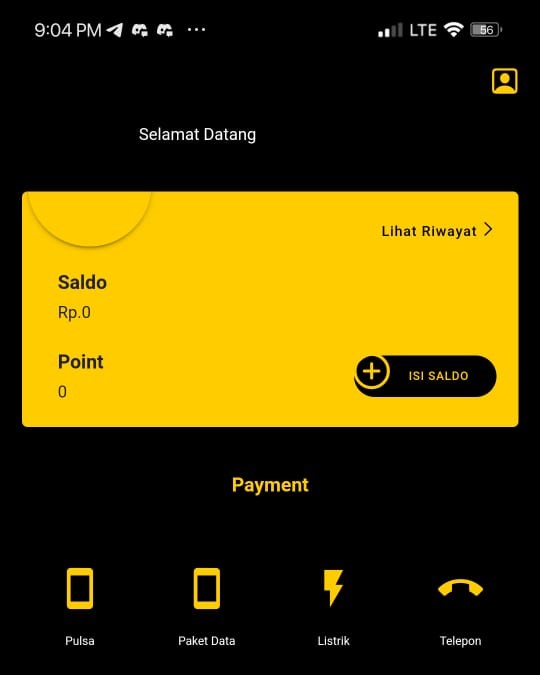 9:04 PM
LTE
56
Selamat Datang
Lihat Riwayat
Saldo
Rp.0
Point
0
ISI SALDO
Payment
Pulsa
Paket Data
Listrik
Telepon